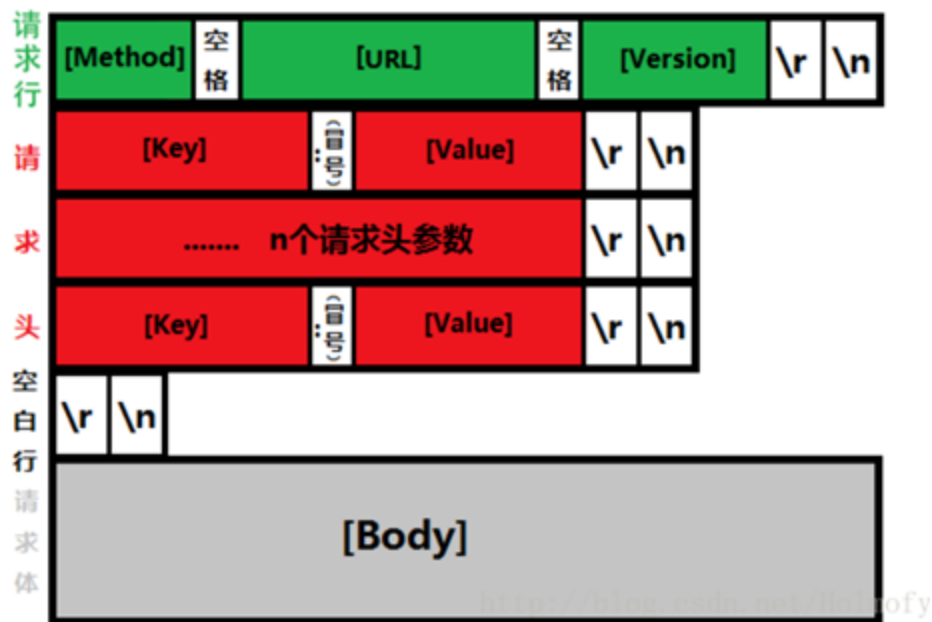 请求行 [Method] 空格 [URL] 空格 [Version] \r \n
请 [Key] :(冒号) [Value] \r \n
求 ....... n个请求头参数 \r \n
头 [Key] :(冒号) [Value] \r \n
空白行 \r \n
请求体 [Body]
http://blog.csdn.net/Holmofy